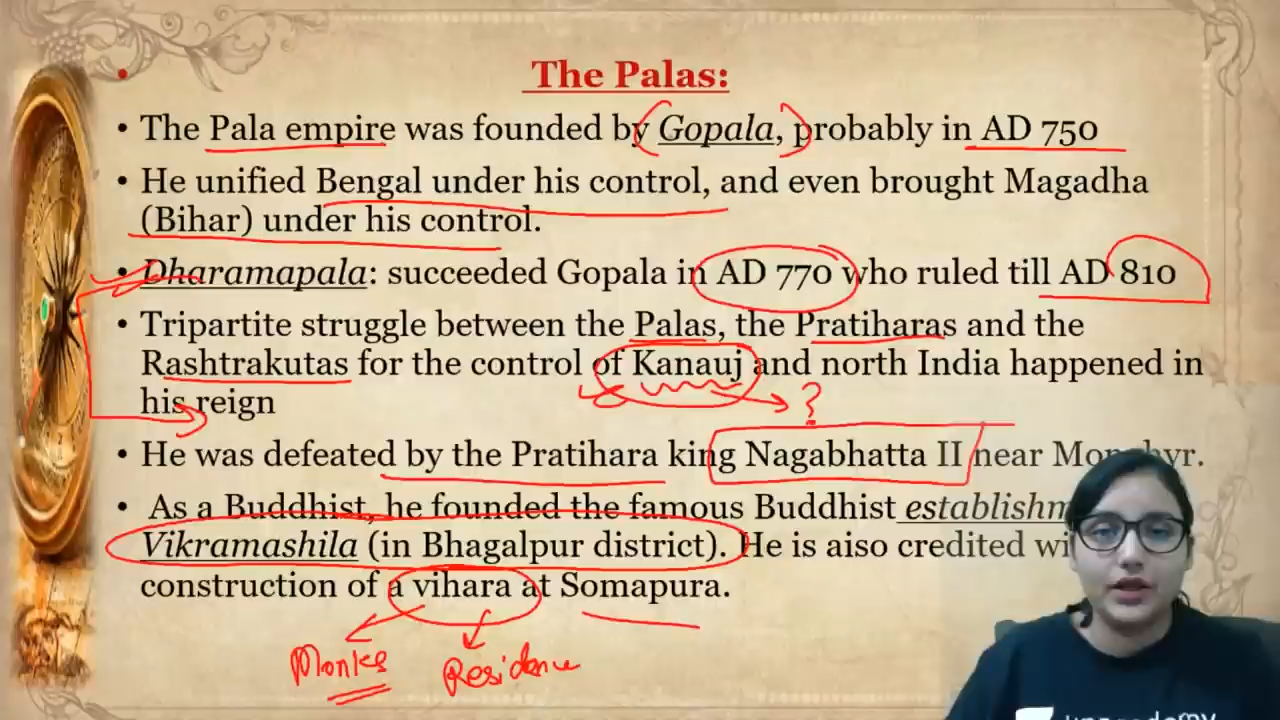 The Palas:
• The Pala empire was founded by Gopala, probably in AD 750
• He unified Bengal under his control, and even brought Magadha
(Bihar) under his control.
• Dharamapala: succeeded Gopala in AD 770 who ruled till AD 810
• Tripartite struggle between the Palas, the Pratiharas and the
Rashtrakutas for the control of Kanauj and north India happened in
his reign
?
• He was defeated by the Pratihara king Nagabhatta II near Monghyr.
• As a Buddhist, he founded the famous Buddhist establishm
Vikramashila (in Bhagalpur district). He is aiso credited wi
construction of a vihara at Somapura.
Monks Residence